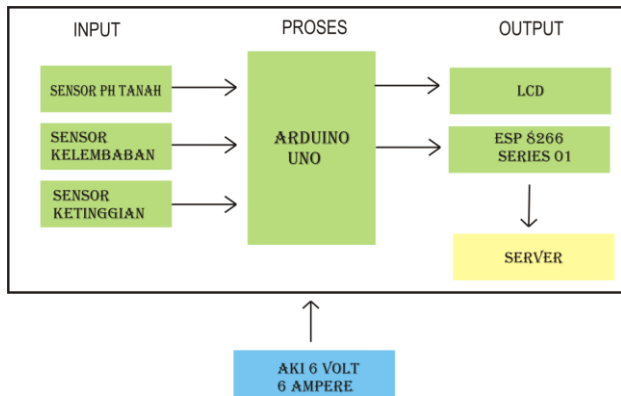 INPUT
PROSES
OUTPUT
SENSOR PH TANAH
SENSOR
KELEMBABAN
SENSOR
KETINGGIAN
ARDUINO
UNO
LCD
ESP 8266
SERIES 01
SERVER
AKI 6 VOLT
6 AMPERE